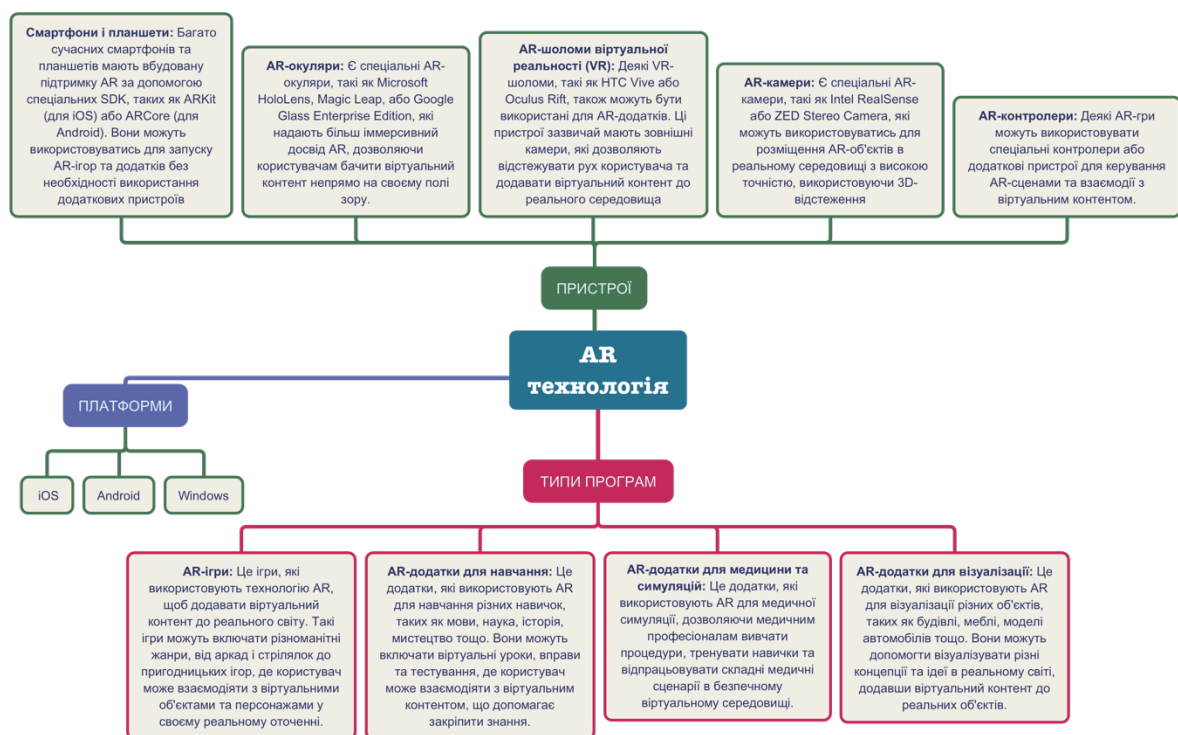 Смартфони і планшети: Багато
сучасних смартфонів та
планшетів мають вбудовану
підтримку AR за допомогою
спеціальних SDK, таких як ARKit
(для iOS) або ARCore (для
Android). Вони можуть
використовуватись для запуску
AR-ігор та додатків без
необхідності використання
додаткових пристроїв
AR-окуляри: Є спеціальні AR-
окуляри, такі як Microsoft
HoloLens, Magic Leap, або Google
Glass Enterprise Edition, які
надають більш іммерсивний
досвід AR, дозволяючи
користувачам бачити віртуальний
контент непрямо на своєму полі
зору.
AR-шоломи віртуальної
реальності (VR): Деякі VR-
шоломи, такі як HTC Vive або
Oculus Rift, також можуть бути
використані для AR-додатків. Ці
пристрої зазвичай мають зовнішні
камери, які дозволяють
відстежувати рух користувача та
додавати віртуальний контент до
реального середовища
AR-камери: Є спеціальні AR-
камери, такі як Intel RealSense
або ZED Stereo Camera, які
можуть використовуватись для
розміщення AR-об'єктів в
реальному середовищі з високою
точністю, використовуючи 3D-
відстеження
AR-контролери: Деякі AR-гри
можуть використовувати
спеціальні контролери або
додаткові пристрої для керування
AR-сценами та взаємодії з
віртуальним контентом.
ПРИСТРОЇ
AR
технологія
ПЛАТФОРМИ
iOS
Android
Windows
ТИПИ ПРОГРАМ
AR-ігри: Це ігри, які
використовують технологію AR,
щоб додавати віртуальний
контент до реального світу. Такі
ігри можуть включати різноманітні
жанри, від аркад і стрілялок до
пригодницьких ігор, де користувач
може взаємодіяти з віртуальними
об'єктами та персонажами у
своєму реальному оточенні.
AR-додатки для навчання: Це
додатки, які використовують AR
для навчання різних навичок,
таких як мови, наука, історія,
мистецтво тощо. Вони можуть
включати віртуальні уроки, вправи
та тестування, де користувач
може взаємодіяти з віртуальним
контентом, що допомагає
закріпити знання.
AR-додатки для медицини та
симуляцій: Це додатки, які
використовують AR для медичної
симуляції, дозволяючи медичним
професіоналам вивчати
процедури, тренувати навички та
відпрацьовувати складні медичні
сценарії в безпечному
віртуальному середовищі.
AR-додатки для візуалізації: Це
додатки, які використовують AR
для візуалізації різних об'єктів,
таких як будівлі, меблі, моделі
автомобілів тощо. Вони можуть
допомогти візуалізувати різні
концепції та ідеї в реальному світі,
додавши віртуальний контент до
реальних об'єктів.